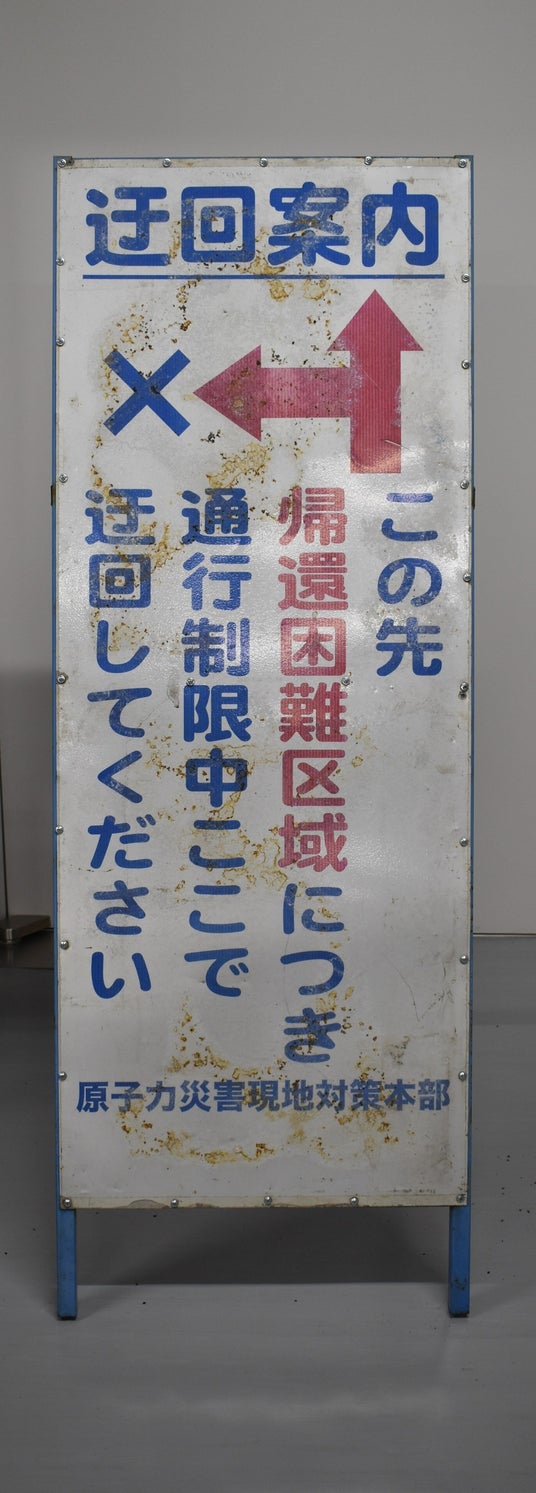 迂回案内
この先
帰還困難区域につき
通行制限中ここで
迂回してください
原子力災害現地対策本部